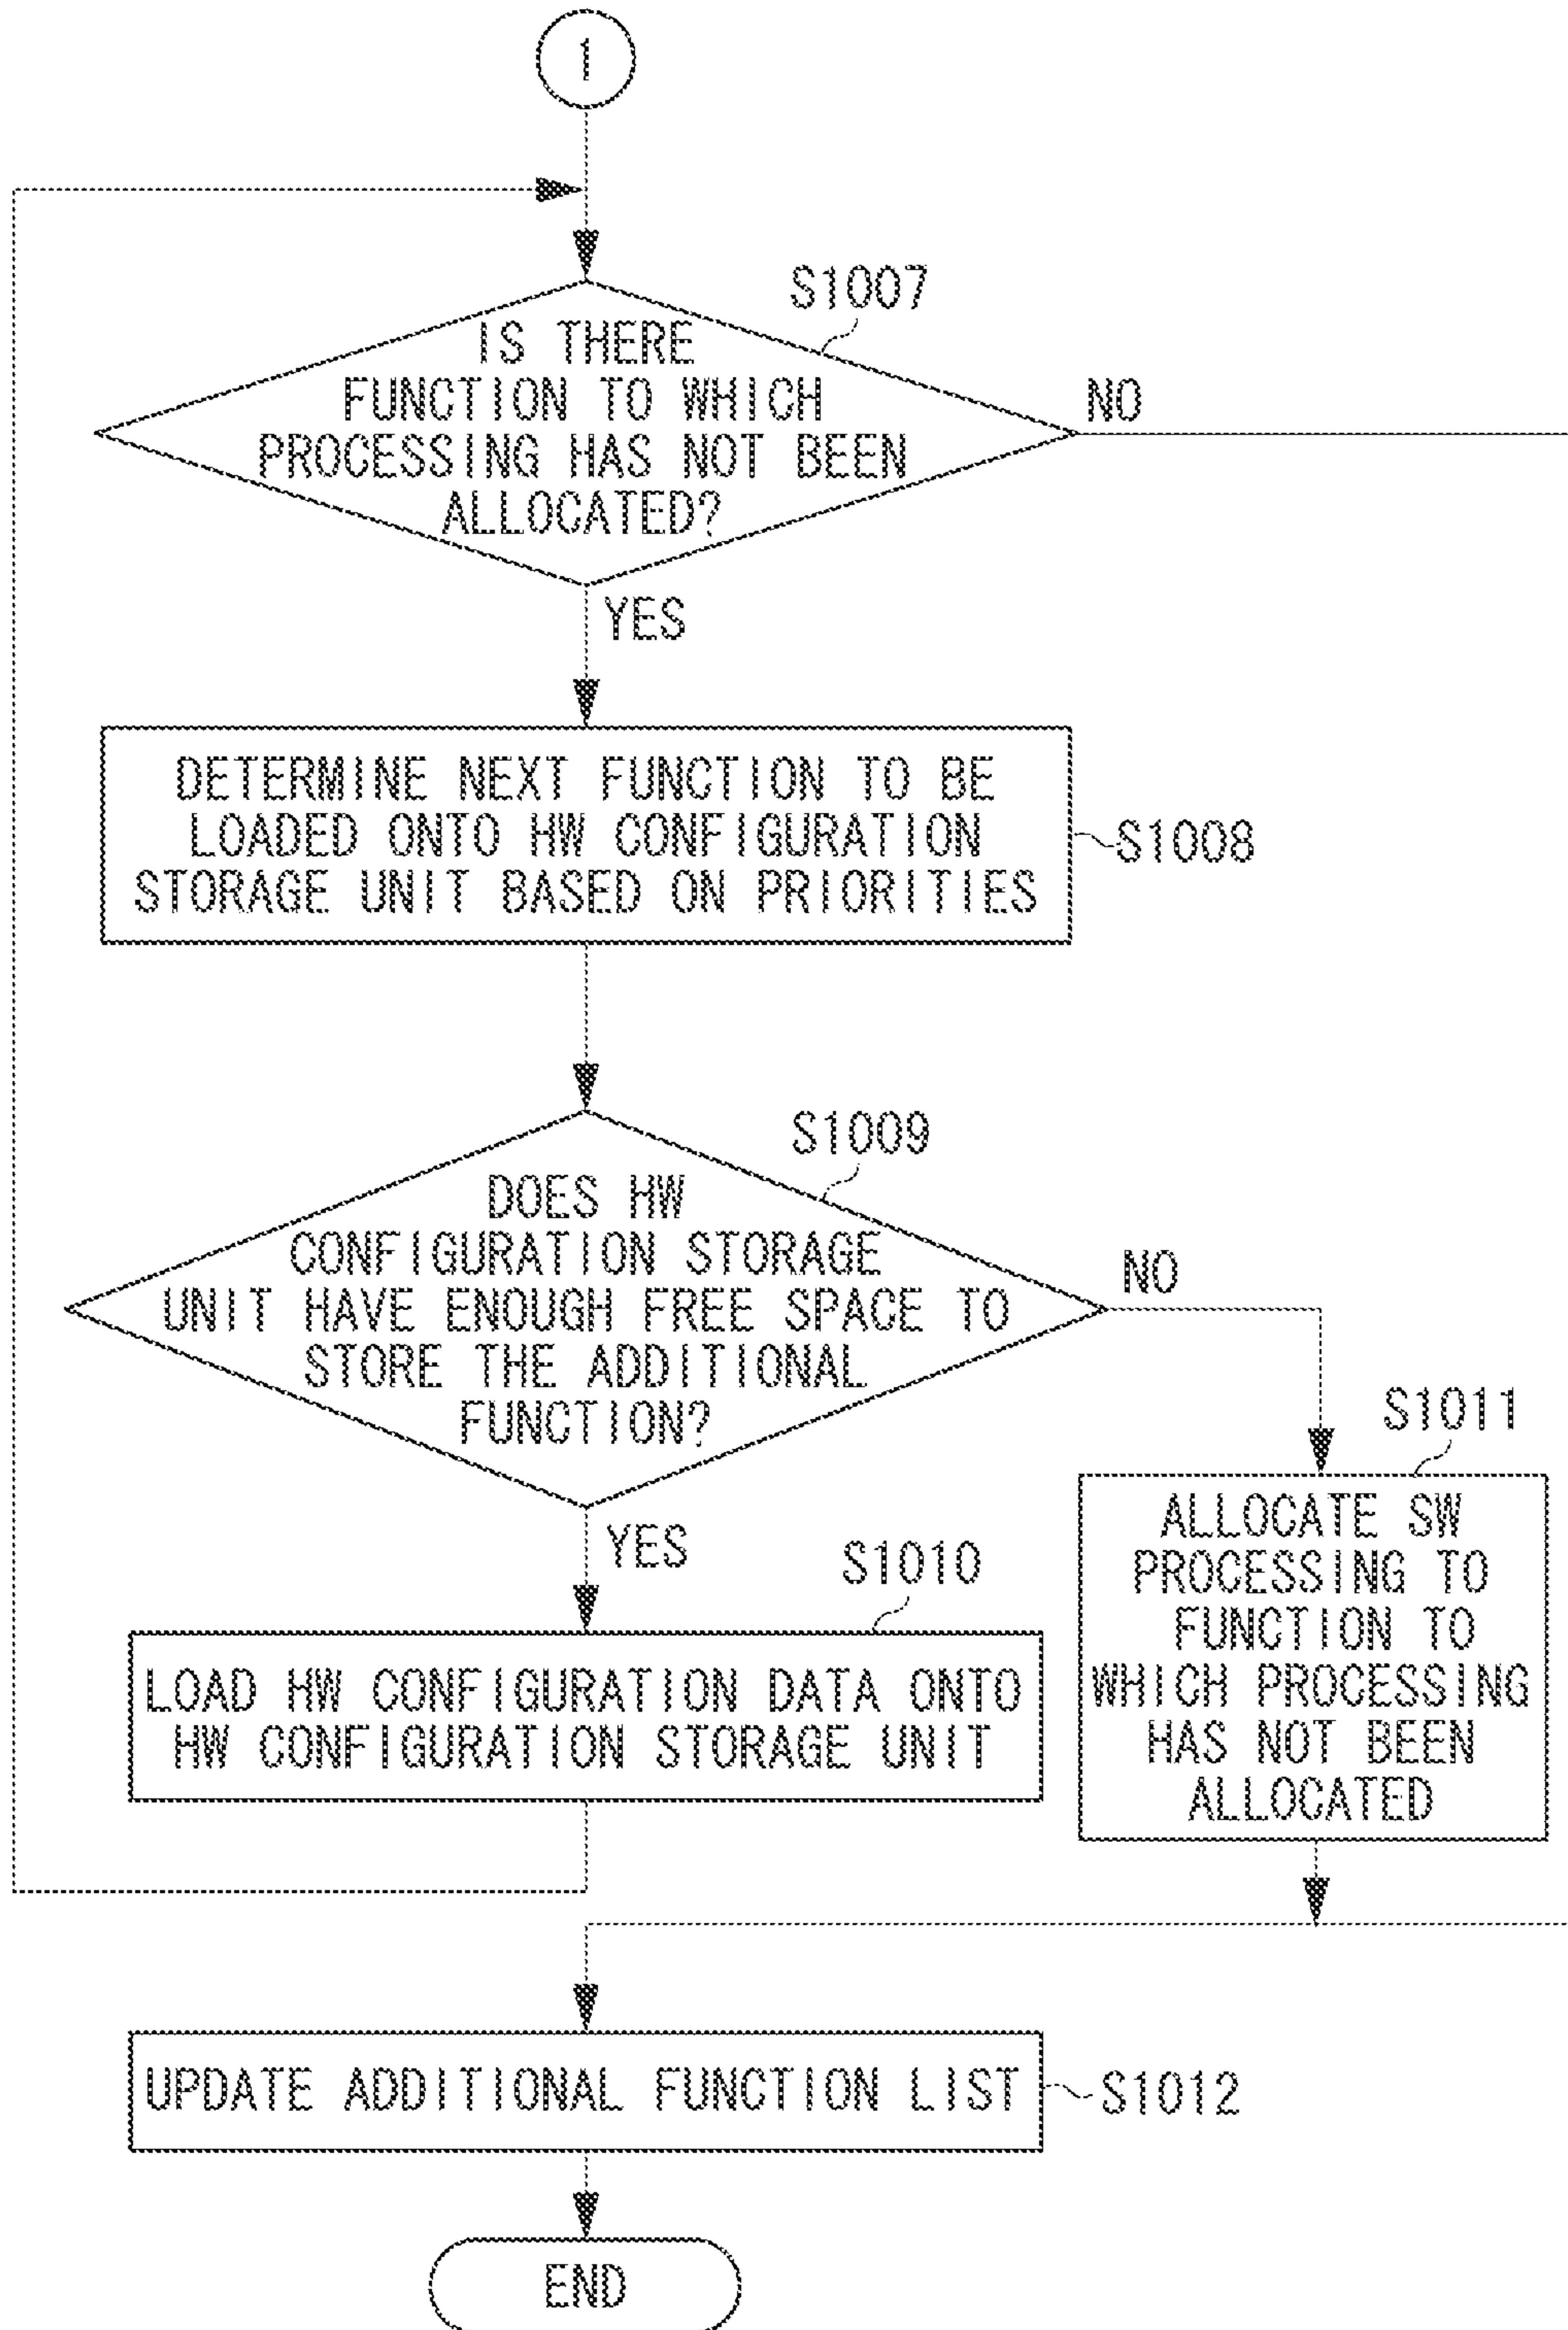 1
S1007
IS THERE
FUNCTION TO WHICH
PROCESSING HAS NOT BEEN
ALLOCATED?
NO
YES
DETERMINE NEXT FUNCTION TO BE
LOADED ONTO HW CONFIGURATION
STORAGE UNIT BASED ON PRIORITIES
S1008
S1009
DOES HW
CONFIGURATION STORAGE
UNIT HAVE ENOUGH FREE SPACE TO
STORE THE ADDITIONAL
FUNCTION?
NO
YES
S1010
LOAD HW CONFIGURATION DATA ONTO
HW CONFIGURATION STORAGE UNIT
S1011
ALLOCATE SW
PROCESSING TO
FUNCTION TO
WHICH PROCESSING
HAS NOT BEEN
ALLOCATED
UPDATE ADDITIONAL FUNCTION LIST
S1012
END